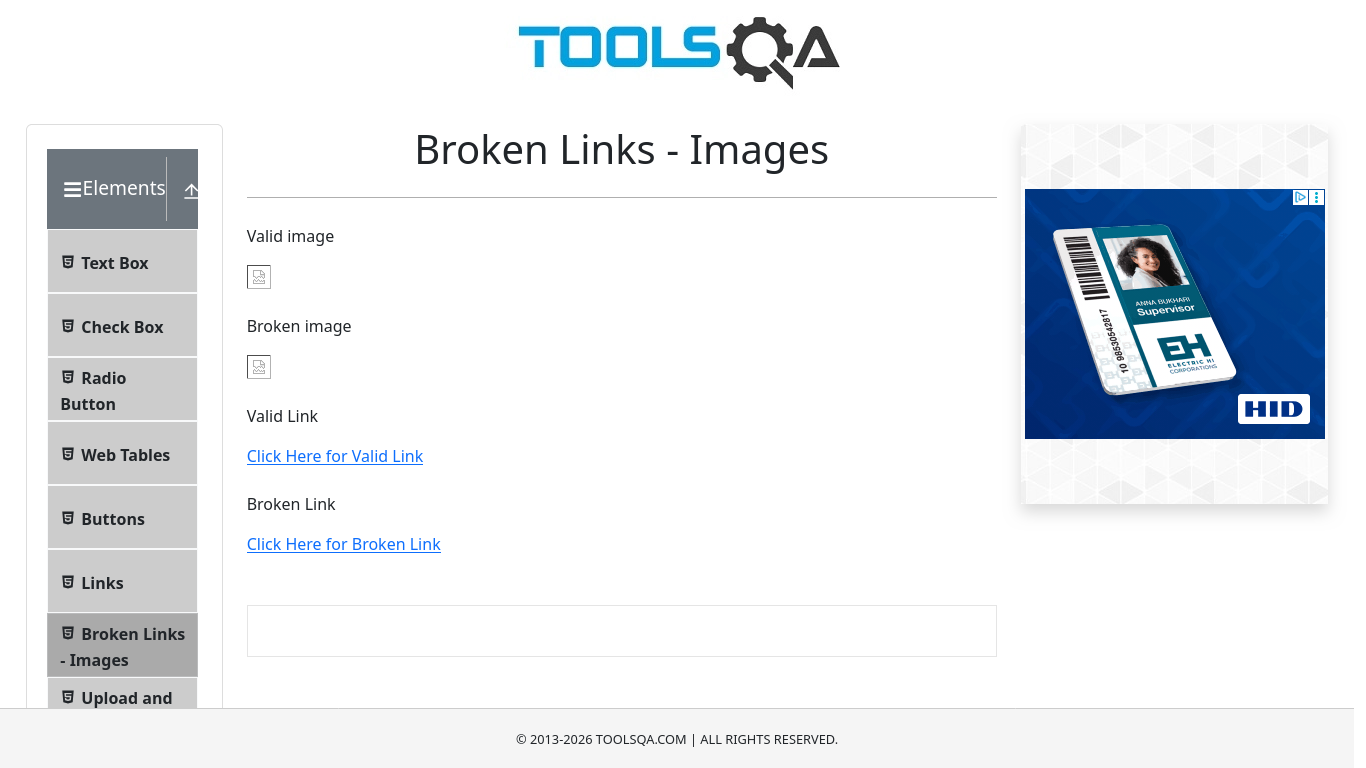 TOOLSQA
Broken Links - Images
Elements
Text Box
Check Box
Radio
Button
Web Tables
Buttons
Links
Broken Links
- Images
Upload and
Valid image
Broken image
Valid Link
Click Here for Valid Link
Broken Link
Click Here for Broken Link
ANNA BUKHARI
Supervisor
10 98530542817
EH
ELECTRIC HI
CORPORATIONS
HID
© 2013-2026 TOOLSQA.COM | ALL RIGHTS RESERVED.